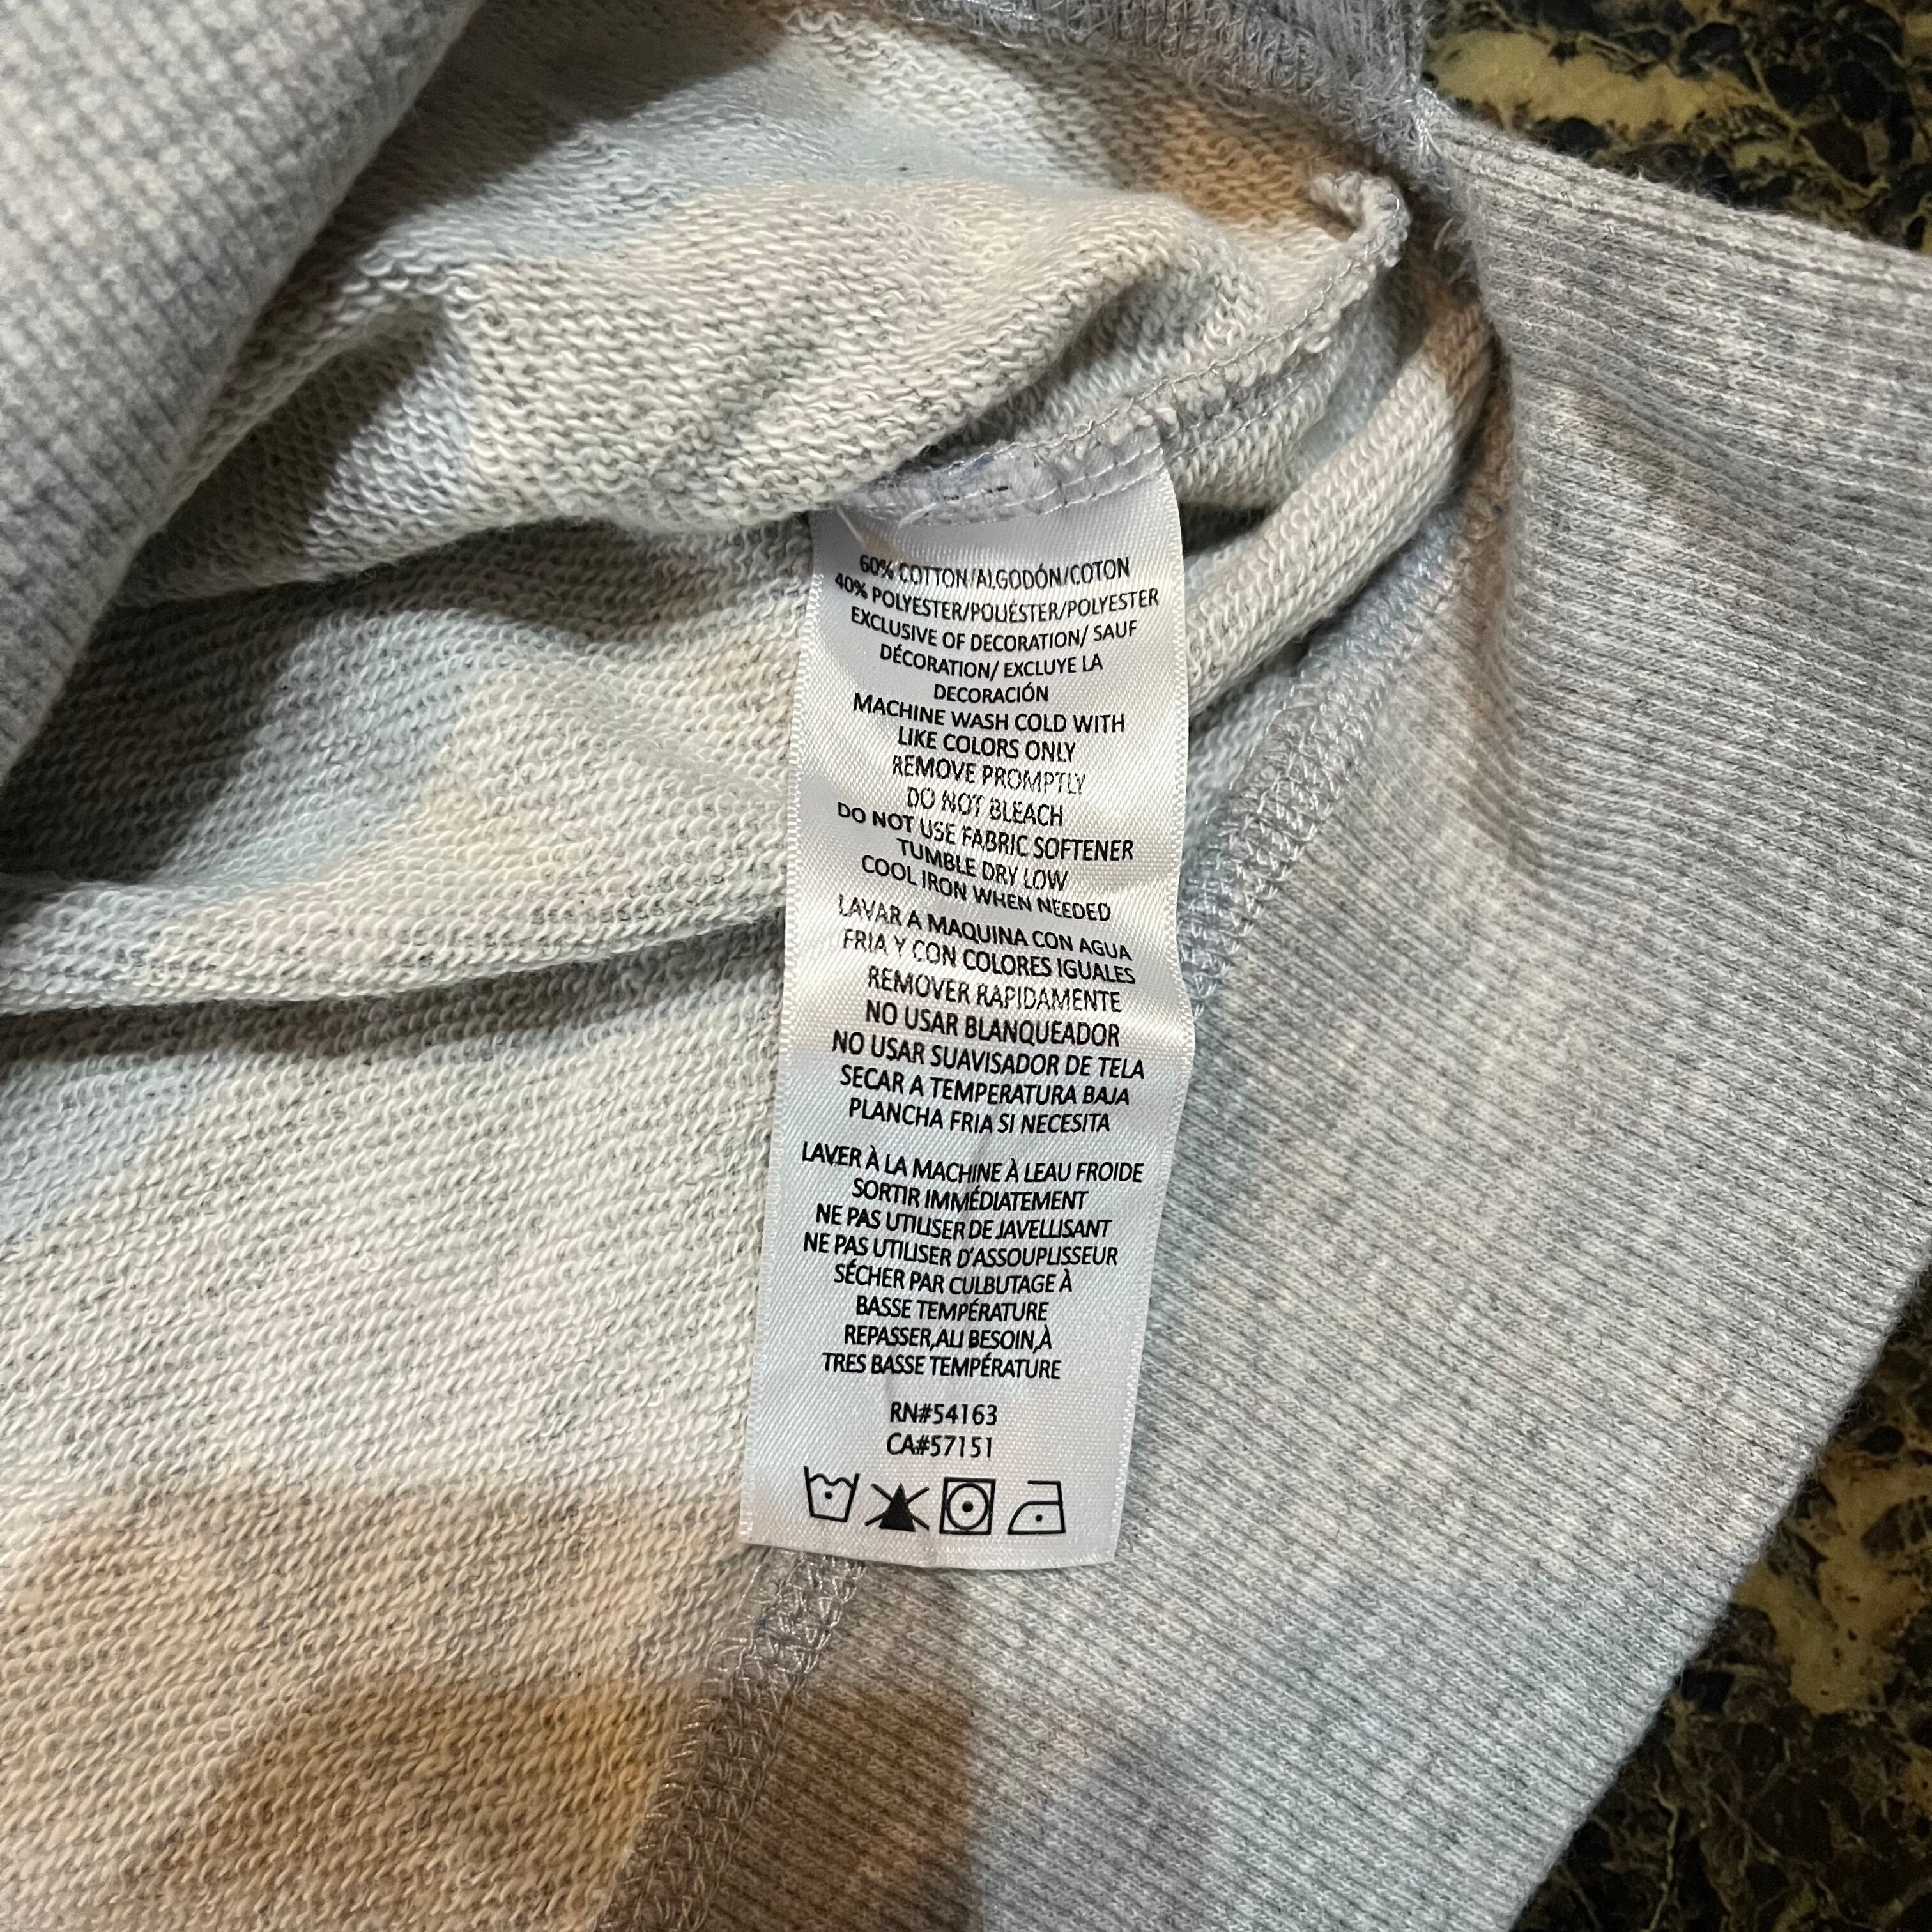 60% COTTON/ALGODÓN/COTON
40% POLYESTER/POLIÉSTER/POLYESTER
EXCLUSIVE OF DECORATION/ SAUF
DÉCORATION/ EXCLUYE LA
DECORACIÓN
MACHINE WASH COLD WITH
LIKE COLORS ONLY
REMOVE PROMPTLY
DO NOT BLEACH
DO NOT USE FABRIC SOFTENER
TUMBLE DRY LOW
COOL IRON WHEN NEEDED
LAVAR A MAQUINA CON AGUA
FRIA Y CON COLORES IGUALES
REMOVER RAPIDAMENTE
NO USAR BLANQUEADOR
NO USAR SUAVISADOR DE TELA
SECAR A TEMPERATURA BAJA
PLANCHA FRIA SI NECESITA
LAVER À LA MACHINE À LEAU FROIDE
SORTIR IMMÉDIATEMENT
NE PAS UTILISER DE JAVELLISANT
NE PAS UTILISER D'ASSOUPLISSEUR
SÉCHER PAR CULBUTAGE À
BASSE TEMPÉRATURE
REPASSER,AU BESOIN,À
TRES BASSE TEMPÉRATURE
RN#54163
CA#57151